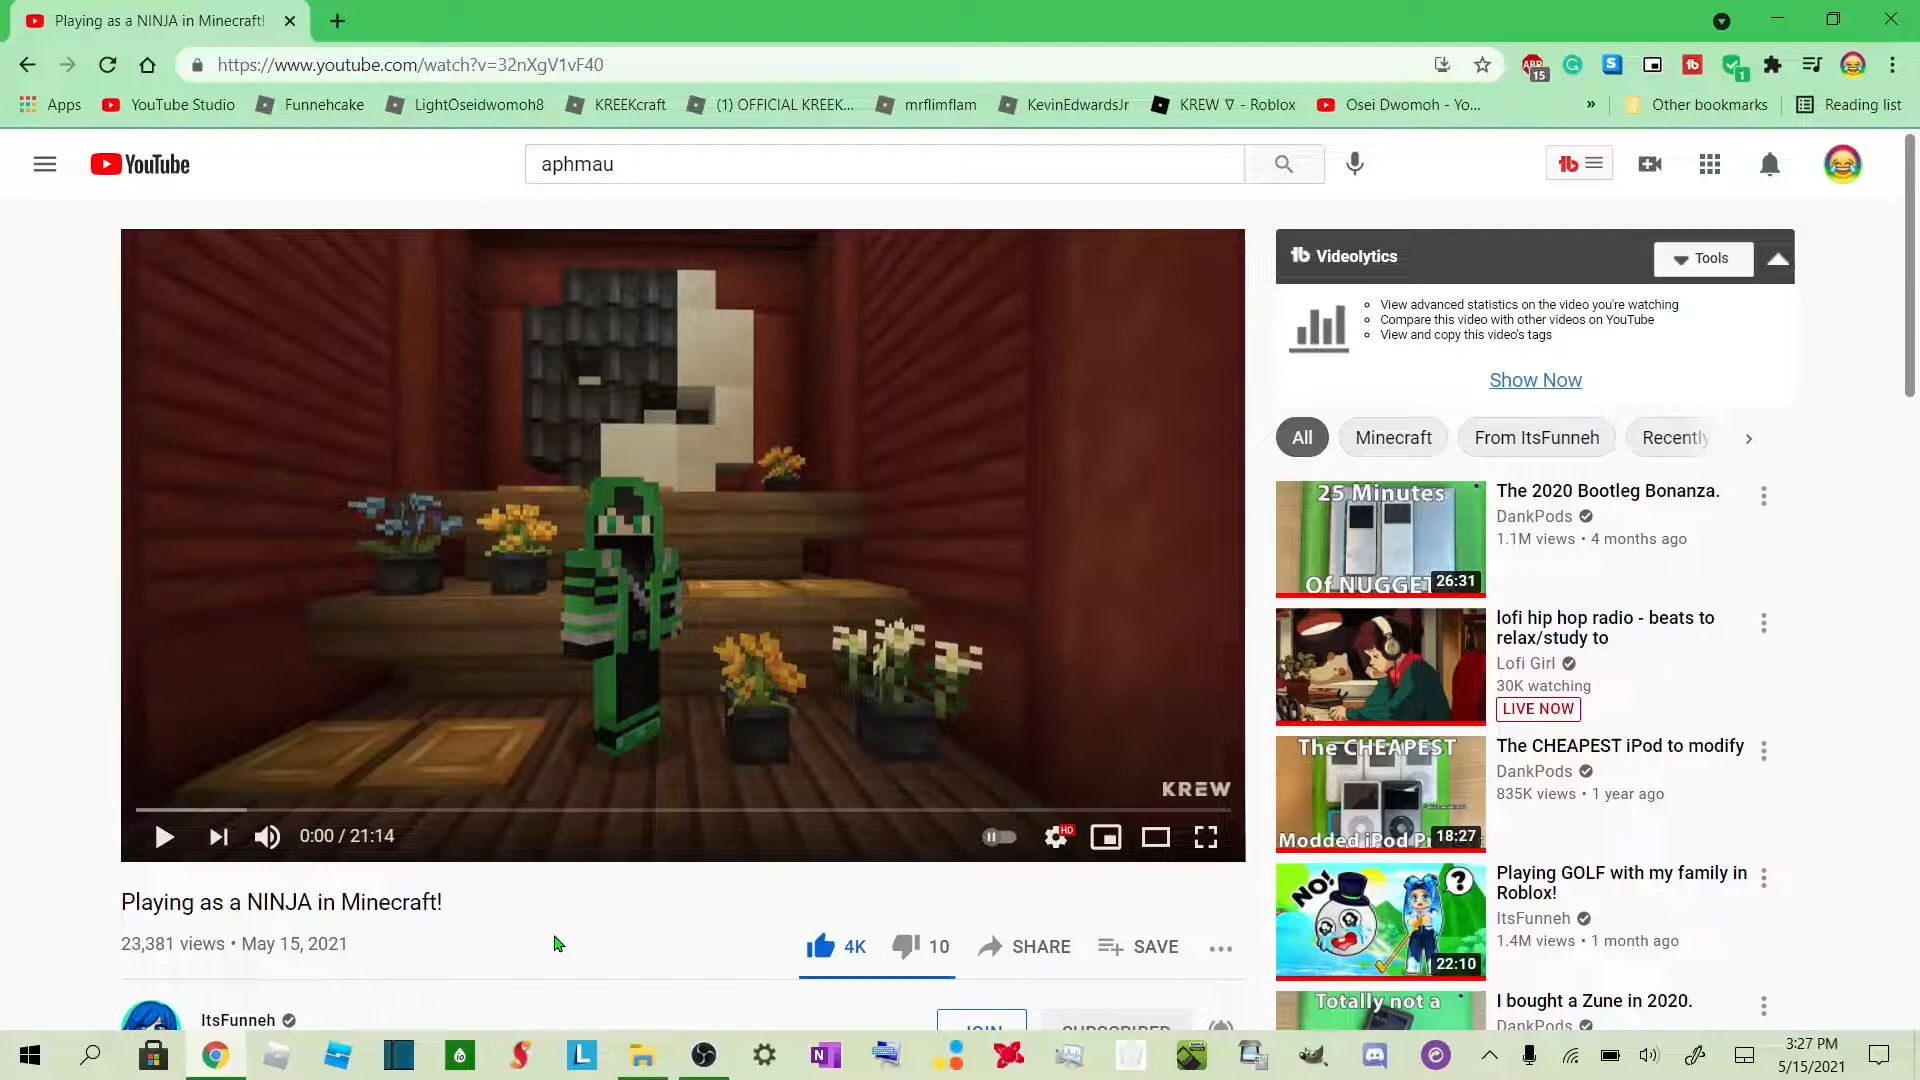 Playing as a NINJA in Minecraft!
https://www.youtube.com/watch?v=32nXgV1vF40
ABP
15
1
Apps
YouTube Studio
Funnehcake
LightOseidwomoh8
KREEKcraft
(1) OFFICIAL KREEK...
mrflimflam
KevinEdwardsJr
KREW ∇ - Roblox
Osei Dwomoh - Yo...
»
Other bookmarks
Reading list
YouTube
aphmau
KREW
0:00 / 21:14
HD
Playing as a NINJA in Minecraft!
23,381 views • May 15, 2021
4K
10
SHARE
SAVE
ItsFunneh
JOIN
SUBSCRIBED
Videolytics
Tools
View advanced statistics on the video you're watching
Compare this video with other videos on YouTube
View and copy this video's tags
Show Now
All
Minecraft
From ItsFunneh
Recently
25 Minutes
Of NUGGET
26:31
The 2020 Bootleg Bonanza.
DankPods
1.1M views • 4 months ago
lofi hip hop radio - beats to
relax/study to
Lofi Girl
30K watching
LIVE NOW
The CHEAPEST
Modded iPod P
18:27
The CHEAPEST iPod to modify
DankPods
835K views • 1 year ago
NO!
?
22:10
Playing GOLF with my family in
Roblox!
ItsFunneh
1.4M views • 1 month ago
Totally not a
I bought a Zune in 2020.
DankPods
3:27 PM
5/15/2021